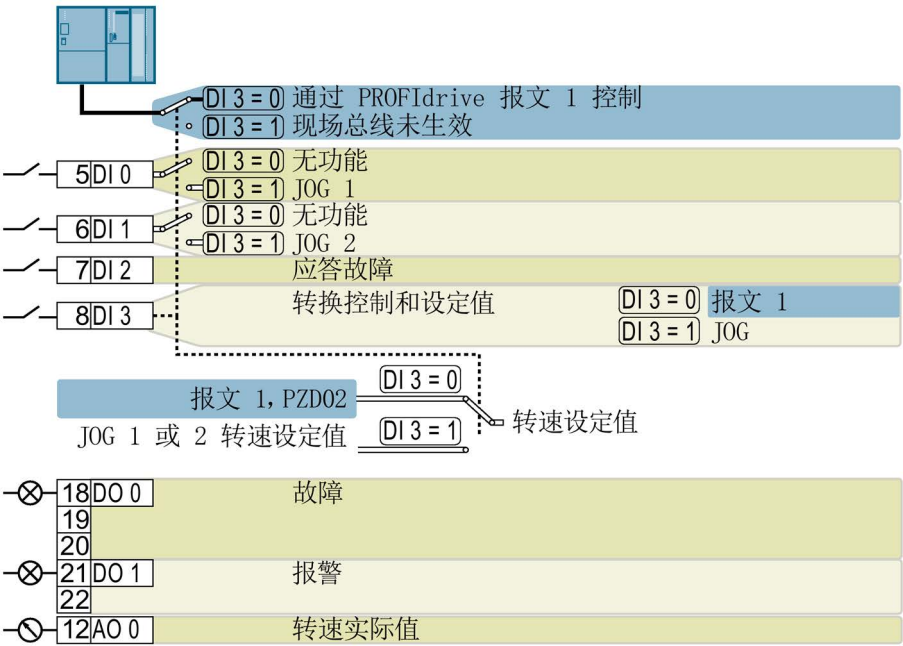 DI 3 = 0 通过 PROFIdrive 报文 1 控制
DI 3 = 1 现场总线未生效
5 DI 0 DI 3 = 0 无功能
DI 3 = 1 JOG 1
6 DI 1 DI 3 = 0 无功能
DI 3 = 1 JOG 2
7 DI 2 应答故障
8 DI 3 转换控制和设定值 DI 3 = 0 报文 1
DI 3 = 1 JOG
报文 1, PZD02 DI 3 = 0
转速设定值
JOG 1 或 2 转速设定值 DI 3 = 1
18 DO 0 故障
19
20
21 DO 1 报警
22
12 AO 0 转速实际值